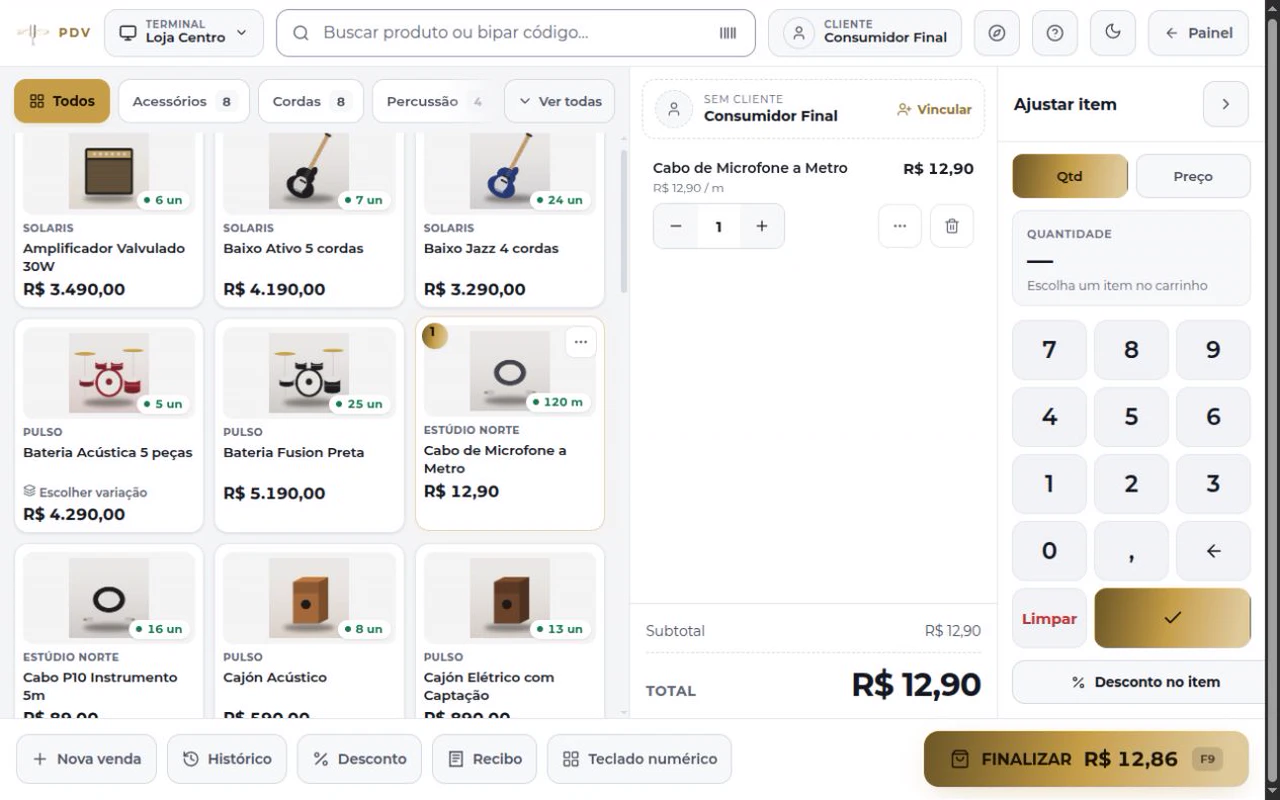 PDV
TERMINAL
Loja Centro
Buscar produto ou bipar código...
CLIENTE
Consumidor Final
Painel
Todos
Acessórios 8
Cordas 8
Percussão 4
Ver todas
6 un
SOLARIS
Amplificador Valvulado
30W
R$ 3.490,00
7 un
SOLARIS
Baixo Ativo 5 cordas
R$ 4.190,00
24 un
SOLARIS
Baixo Jazz 4 cordas
R$ 3.290,00
5 un
PULSO
Bateria Acústica 5 peças
Escolher variação
R$ 4.290,00
25 un
PULSO
Bateria Fusion Preta
R$ 5.190,00
1
120 m
ESTÚDIO NORTE
Cabo de Microfone a
Metro
R$ 12,90
16 un
ESTÚDIO NORTE
Cabo P10 Instrumento
5m
R$ 89,00
8 un
PULSO
Cajón Acústico
R$ 590,00
13 un
PULSO
Cajón Elétrico com
Captação
R$ 890,00
SEM CLIENTE
Consumidor Final
Vincular
Cabo de Microfone a Metro R$ 12,90
R$ 12,90 / m
− 1 +
Subtotal R$ 12,90
TOTAL R$ 12,90
Ajustar item
Qtd Preço
QUANTIDADE
—
Escolha um item no carrinho
7 8 9
4 5 6
1 2 3
0 ,
Limpar
Desconto no item
Nova venda
Histórico
Desconto
Recibo
Teclado numérico
FINALIZAR R$ 12,86 F9